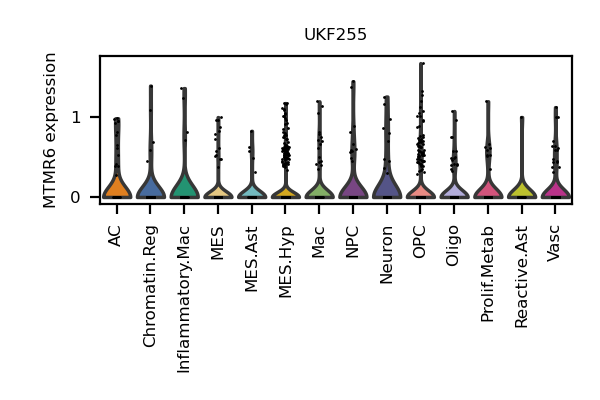 UKF255
MTMR6 expression
1
0
AC
Chromatin.Reg
Inflammatory.Mac
MES
MES.Ast
MES.Hyp
Mac
NPC
Neuron
OPC
Oligo
Prolif.Metab
Reactive.Ast
Vasc